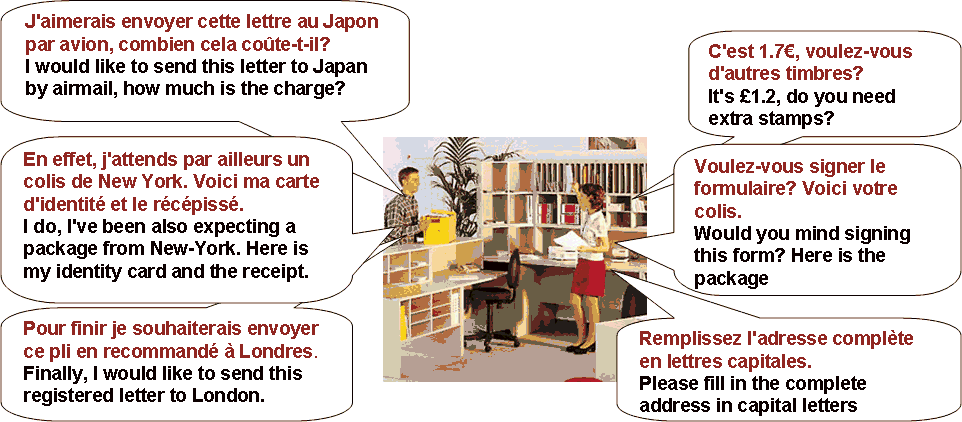 J'aimerais envoyer cette lettre au Japon
par avion, combien cela coûte-t-il?
I would like to send this letter to Japan
by airmail, how much is the charge?
C'est 1.7€, voulez-vous
d'autres timbres?
It's £1.2, do you need
extra stamps?
En effet, j'attends par ailleurs un
colis de New York. Voici ma carte
d'identité et le récépissé.
I do, I've been also expecting a
package from New-York. Here is
my identity card and the receipt.
Voulez-vous signer le
formulaire? Voici votre
colis.
Would you mind signing
this form? Here is the
package
Pour finir je souhaiterais envoyer
ce pli en recommandé à Londres.
Finally, I would like to send this
registered letter to London.
Remplissez l'adresse complète
en lettres capitales.
Please fill in the complete
address in capital letters